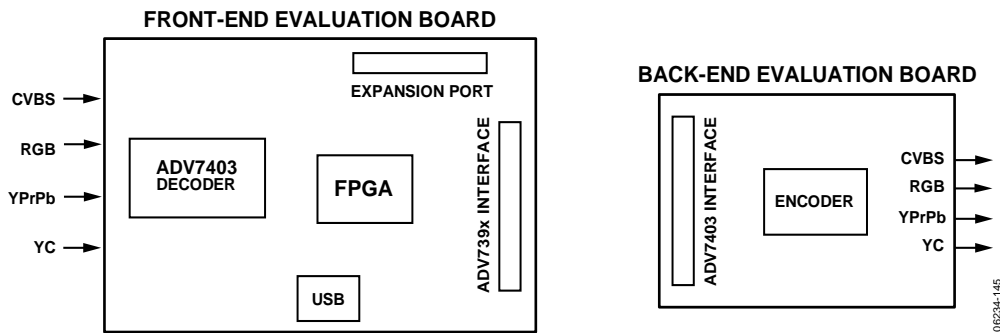 FRONT-END EVALUATION BOARD
EXPANSION PORT
CVBS
RGB
YPrPb
YC
ADV7403
DECODER
FPGA
USB
ADV739x INTERFACE
BACK-END EVALUATION BOARD
ADV7403 INTERFACE
ENCODER
CVBS
RGB
YPrPb
YC
06234-145